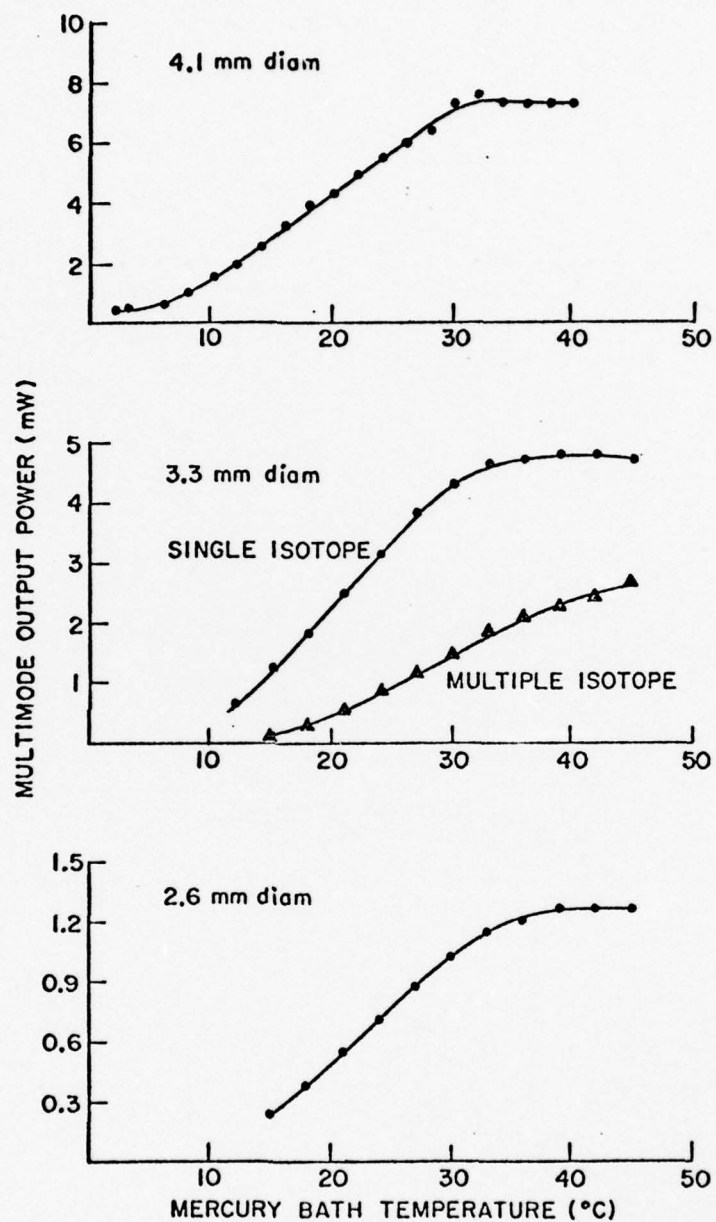 MULTIMODE OUTPUT POWER (mW)
4.1 mm diam
10
8
6
4
2
10 20 30 40 50
3.3 mm diam
SINGLE ISOTOPE
MULTIPLE ISOTOPE
5
4
3
2
1
10 20 30 40 50
2.6 mm diam
1.5
1.2
0.9
0.6
0.3
10 20 30 40 50
MERCURY BATH TEMPERATURE (°C)